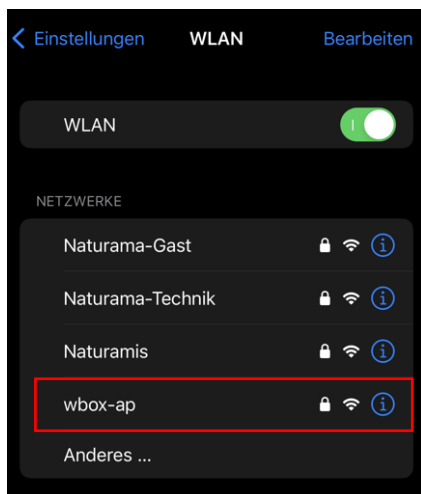 Einstellungen WLAN Bearbeiten
WLAN
NETZWERKE
Naturama-Gast
Naturama-Technik
Naturamis
wbox-ap
Anderes ...